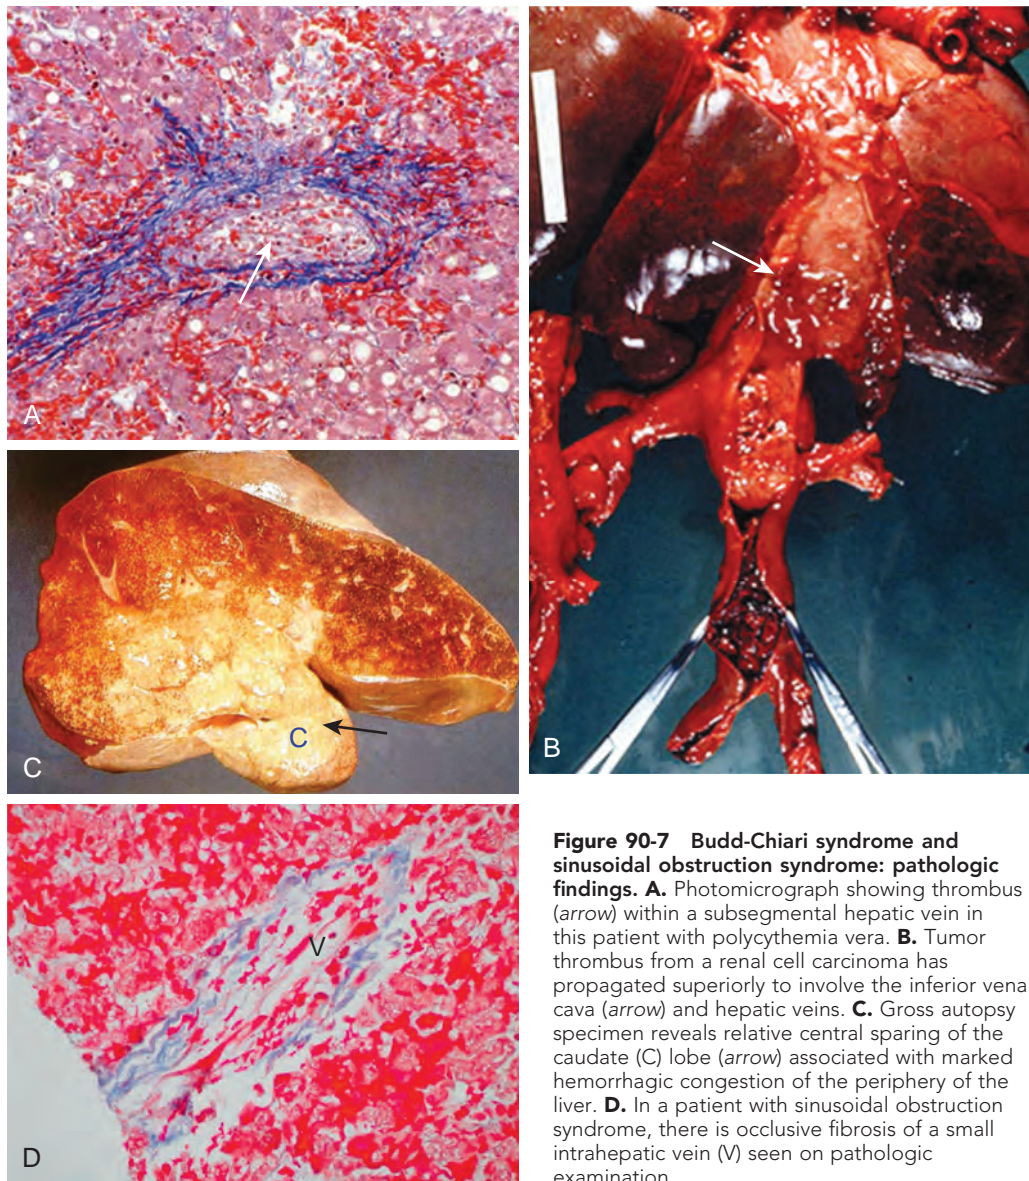 A
B
C
C
V
D
Figure 90-7 Budd-Chiari syndrome and
sinusoidal obstruction syndrome: pathologic
findings. A. Photomicrograph showing thrombus
(arrow) within a subsegmental hepatic vein in
this patient with polycythemia vera. B. Tumor
thrombus from a renal cell carcinoma has
propagated superiorly to involve the inferior vena
cava (arrow) and hepatic veins. C. Gross autopsy
specimen reveals relative central sparing of the
caudate (C) lobe (arrow) associated with marked
hemorrhagic congestion of the periphery of the
liver. D. In a patient with sinusoidal obstruction
syndrome, there is occlusive fibrosis of a small
intrahepatic vein (V) seen on pathologic
examination.